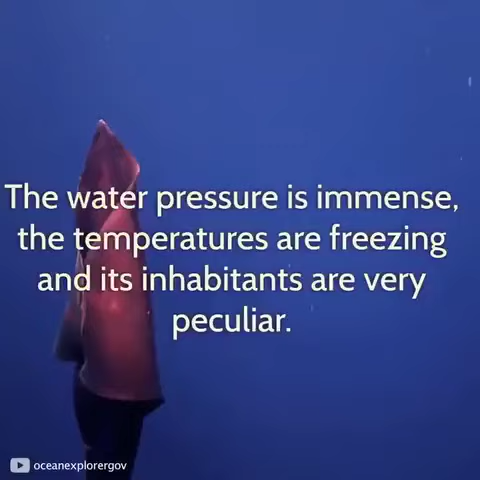 The water pressure is immense,
the temperatures are freezing
and its inhabitants are very
peculiar.
oceanexplorergov